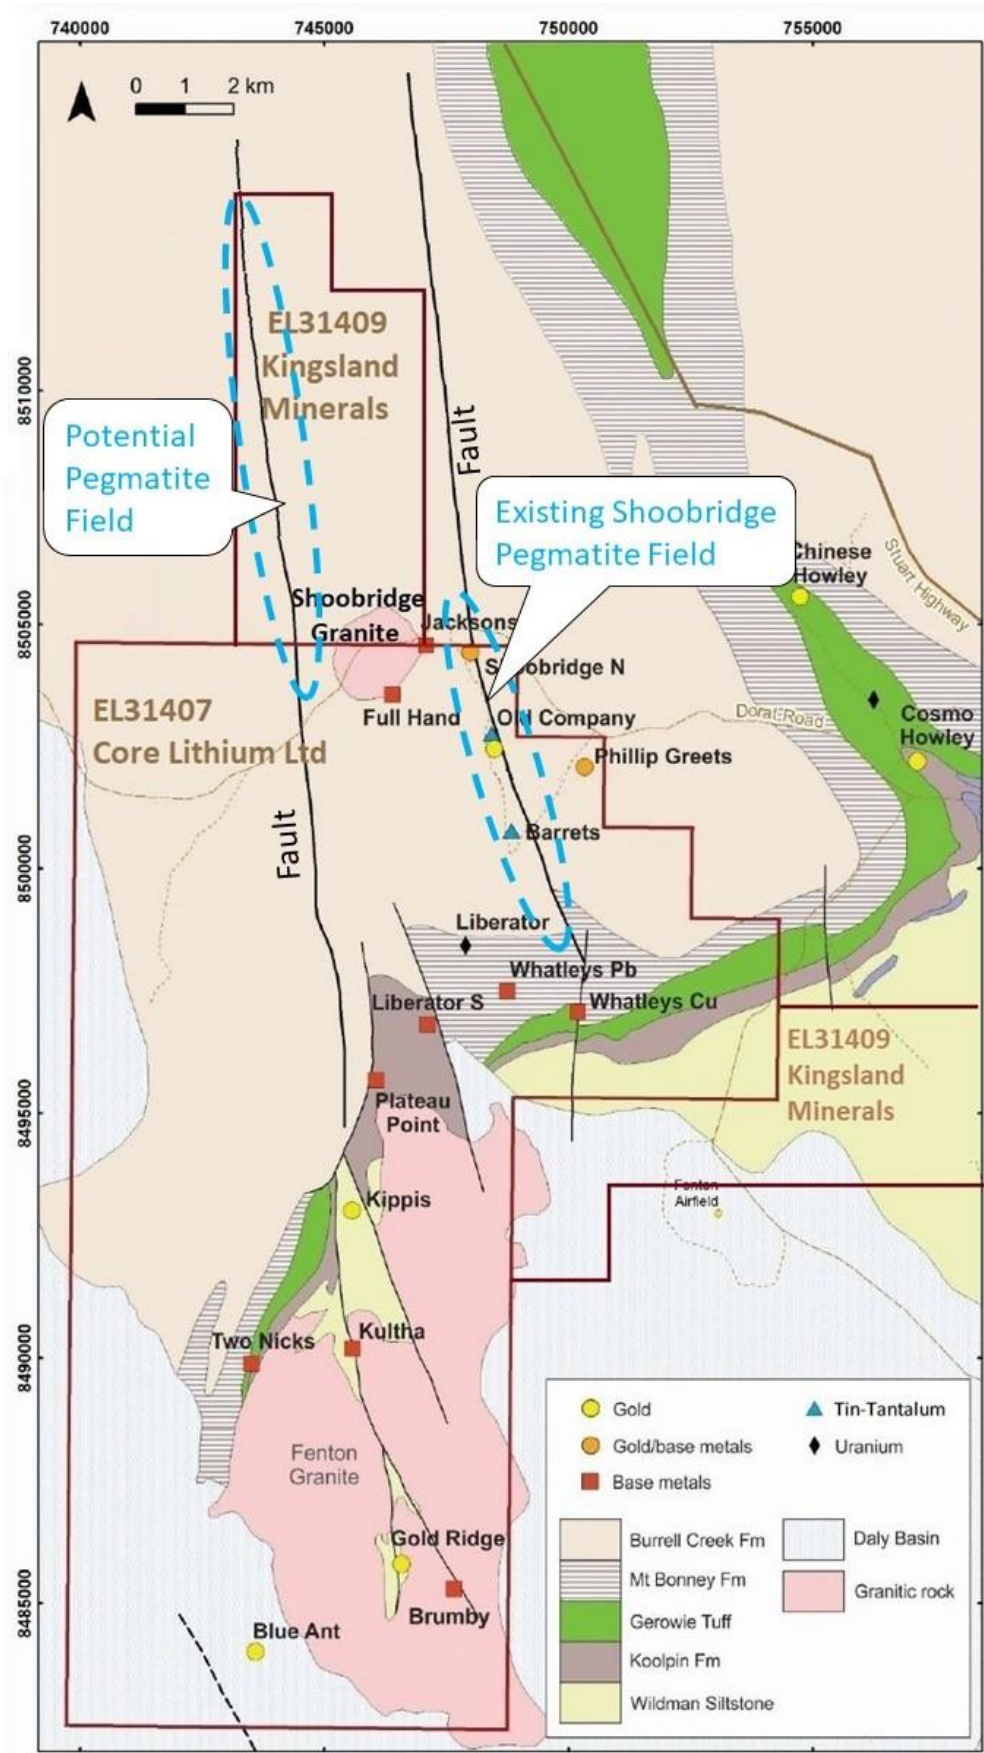 740000
745000
750000
755000
0 1 2 km
8510000
8505000
8500000
8495000
8490000
8485000
EL31409
Kingsland
Minerals
Potential
Pegmatite
Field
Fault
Existing Shoobridge
Pegmatite Field
Chinese
Howley
Stuart Highway
Shoobridge
Granite
Jacksons
Shoobridge N
EL31407
Core Lithium Ltd
Full Hand
Old Company
Dorat Road
Cosmo
Howley
Phillip Greets
Fault
Barrets
Liberator
Whatleys Pb
Liberator S
Whatleys Cu
EL31409
Kingsland
Minerals
Plateau
Point
Fenton
Airfield
Kippis
Two Nicks
Kultha
Fenton
Granite
Gold Ridge
Brumby
Blue Ant
Gold
Gold/base metals
Base metals
Tin-Tantalum
Uranium
Burrell Creek Fm
Mt Bonney Fm
Gerowie Tuff
Koolpin Fm
Wildman Siltstone
Daly Basin
Granitic rock